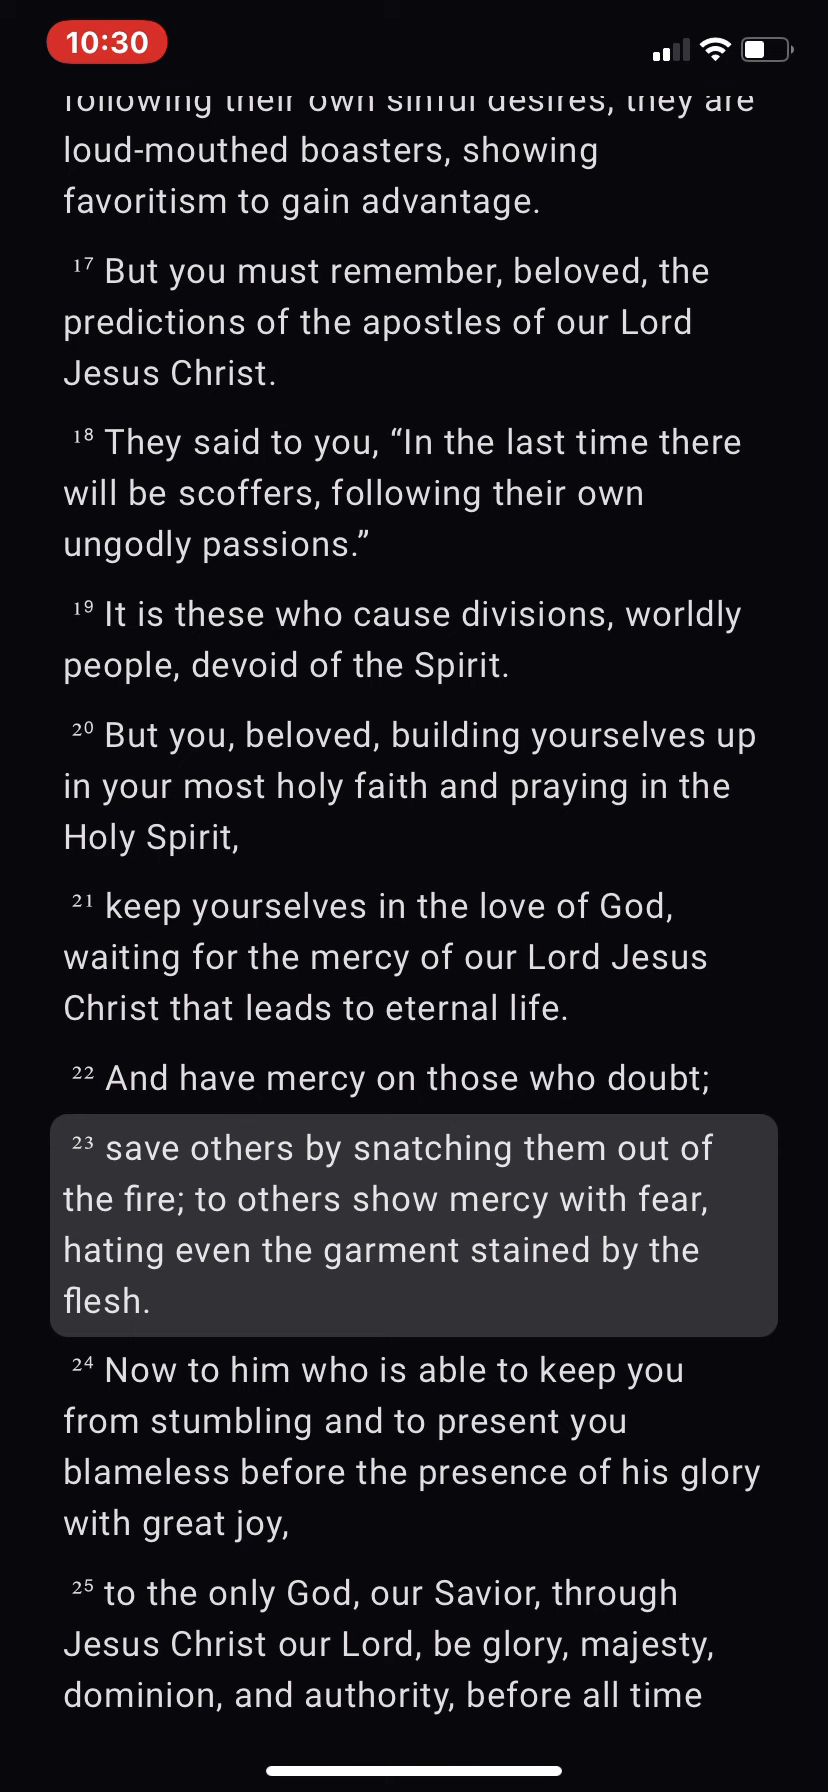 10:30
following their own sinful desires, they are
loud-mouthed boasters, showing
favoritism to gain advantage.
17 But you must remember, beloved, the
predictions of the apostles of our Lord
Jesus Christ.
18 They said to you, “In the last time there
will be scoffers, following their own
ungodly passions.”
19 It is these who cause divisions, worldly
people, devoid of the Spirit.
20 But you, beloved, building yourselves up
in your most holy faith and praying in the
Holy Spirit,
21 keep yourselves in the love of God,
waiting for the mercy of our Lord Jesus
Christ that leads to eternal life.
22 And have mercy on those who doubt;
23 save others by snatching them out of
the fire; to others show mercy with fear,
hating even the garment stained by the
flesh.
24 Now to him who is able to keep you
from stumbling and to present you
blameless before the presence of his glory
with great joy,
25 to the only God, our Savior, through
Jesus Christ our Lord, be glory, majesty,
dominion, and authority, before all time